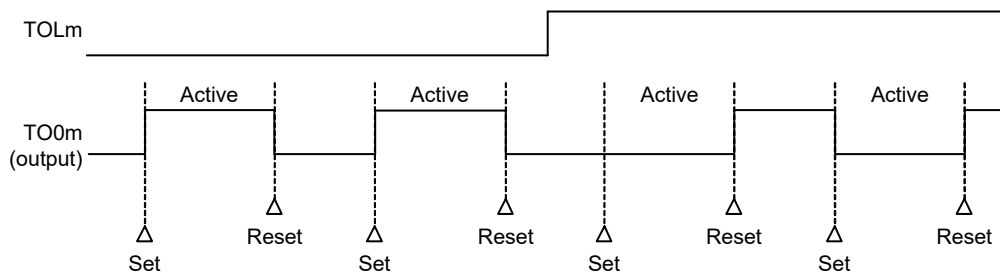 TOLm
Active
Active
Active
Active
TO0m
(output)
Reset
Reset
Reset
Reset
Set
Set
Set
Set